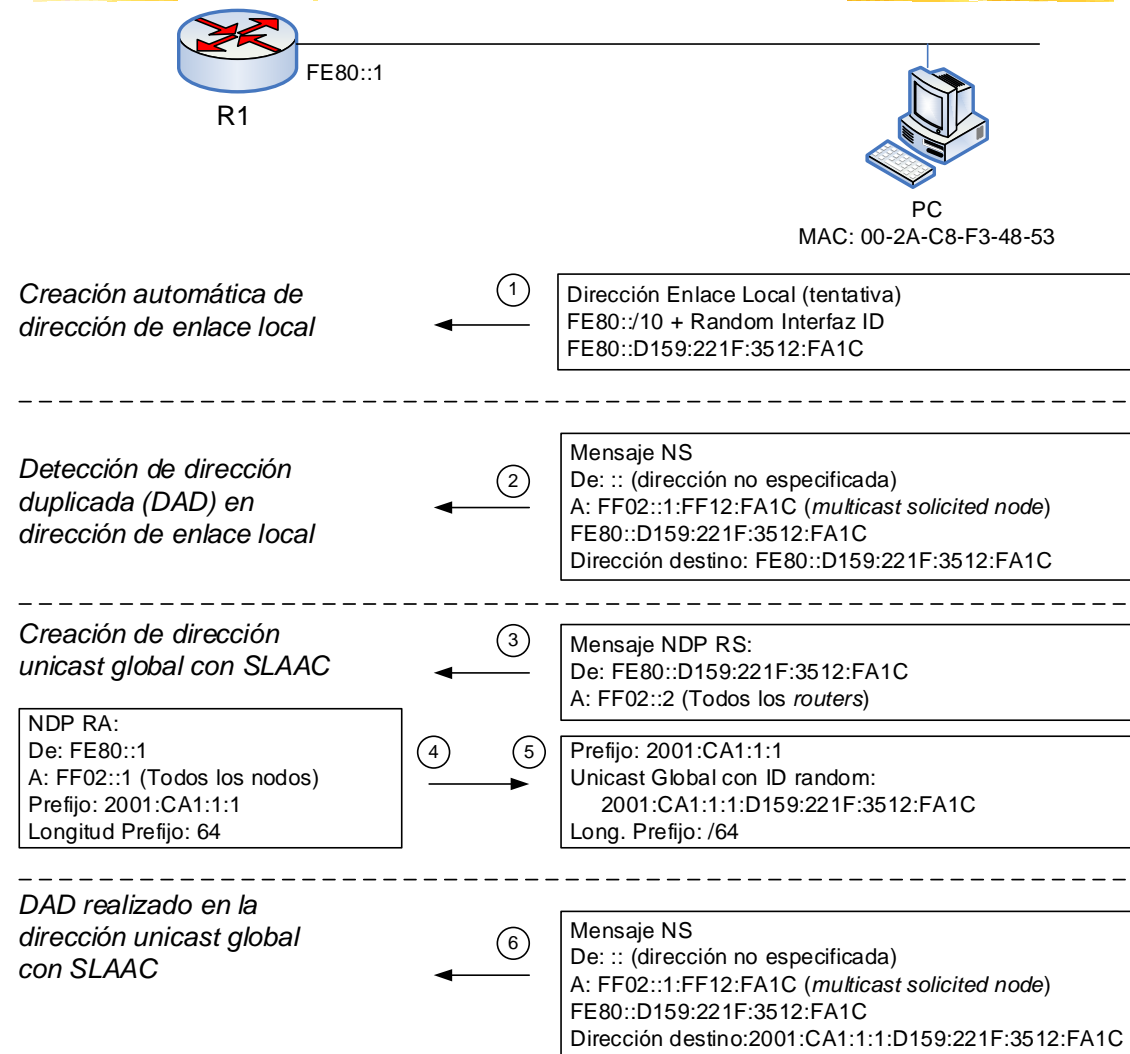 FE80::1
R1
PC
MAC: 00-2A-C8-F3-48-53
Creación automática de
dirección de enlace local
1
Dirección Enlace Local (tentativa)
FE80::/10 + Random Interfaz ID
FE80::D159:221F:3512:FA1C
Detección de dirección
duplicada (DAD) en
dirección de enlace local
2
Mensaje NS
De: :: (dirección no especificada)
A: FF02::1:FF12:FA1C (multicast solicited node)
FE80::D159:221F:3512:FA1C
Dirección destino: FE80::D159:221F:3512:FA1C
Creación de dirección
unicast global con SLAAC
3
Mensaje NDP RS:
De: FE80::D159:221F:3512:FA1C
A: FF02::2 (Todos los routers)
NDP RA:
De: FE80::1
A: FF02::1 (Todos los nodos)
Prefijo: 2001:CA1:1:1
Longitud Prefijo: 64
4
5
Prefijo: 2001:CA1:1:1
Unicast Global con ID random:
2001:CA1:1:1:D159:221F:3512:FA1C
Long. Prefijo: /64
DAD realizado en la
dirección unicast global
con SLAAC
6
Mensaje NS
De: :: (dirección no especificada)
A: FF02::1:FF12:FA1C (multicast solicited node)
FE80::D159:221F:3512:FA1C
Dirección destino:2001:CA1:1:1:D159:221F:3512:FA1C